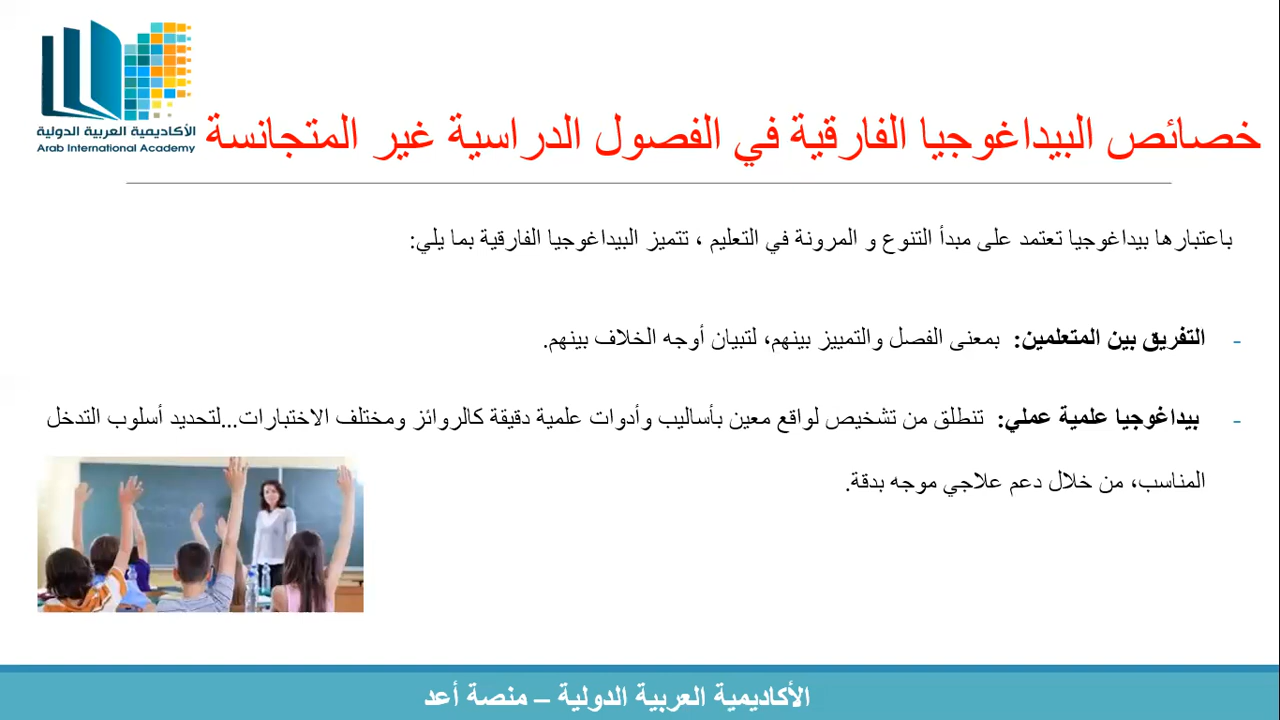 الأكاديمية العربية الدولية
Arab International Academy
خصائص البيداغوجيا الفارقية في الفصول الدراسية غير المتجانسة
باعتبارها بيداغوجيا تعتمد على مبدأ التنوع و المرونة في التعليم ، تتميز البيداغوجيا الفارقية بما يلي:
- التفريق بين المتعلمين: بمعنى الفصل والتمييز بينهم، لتبيان أوجه الخلاف بينهم.
- بيداغوجيا علمية عملي: تنطلق من تشخيص لواقع معين بأساليب وأدوات علمية دقيقة كالروائز ومختلف الاختبارات...لتحديد أسلوب التدخل
المناسب، من خلال دعم علاجي موجه بدقة.
الأكاديمية العربية الدولية – منصة أعد